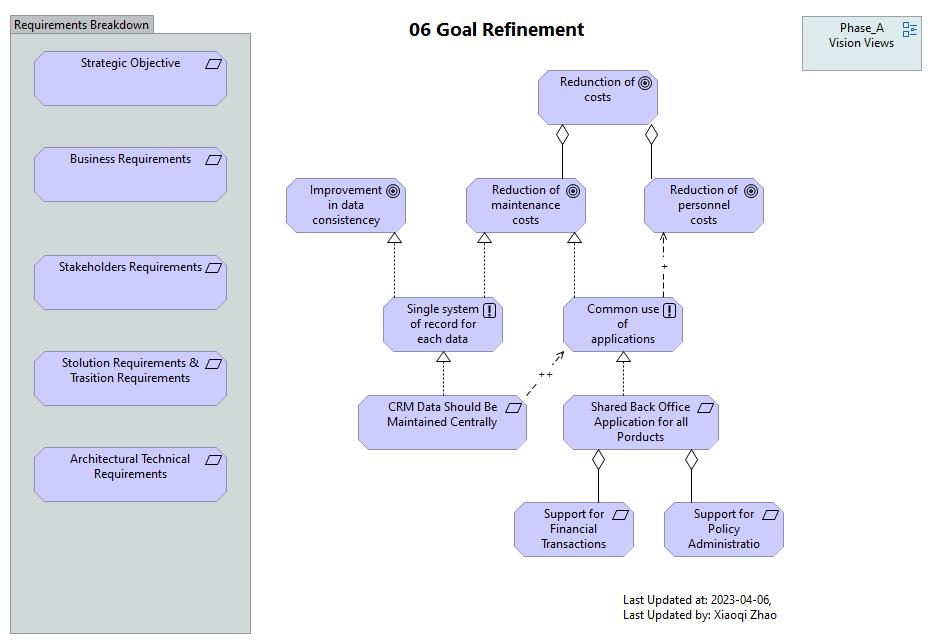 Requirements Breakdown
Strategic Objective
Business Requirements
Stakeholders Requirements
Stolution Requirements &
Trasition Requirements
Architectural Technical
Requirements
06 Goal Refinement
Phase_A
Vision Views
Redunction of
costs
Improvement
in data
consistencey
Reduction of
maintenance
costs
Reduction of
personnel
costs
+
Single system
of record for
each data
Common use
of
applications
++
CRM Data Should Be
Maintained Centrally
Shared Back Office
Application for all
Porducts
Support for
Financial
Transactions
Support for
Policy
Administratio
Last Updated at: 2023-04-06,
Last Updated by: Xiaoqi Zhao